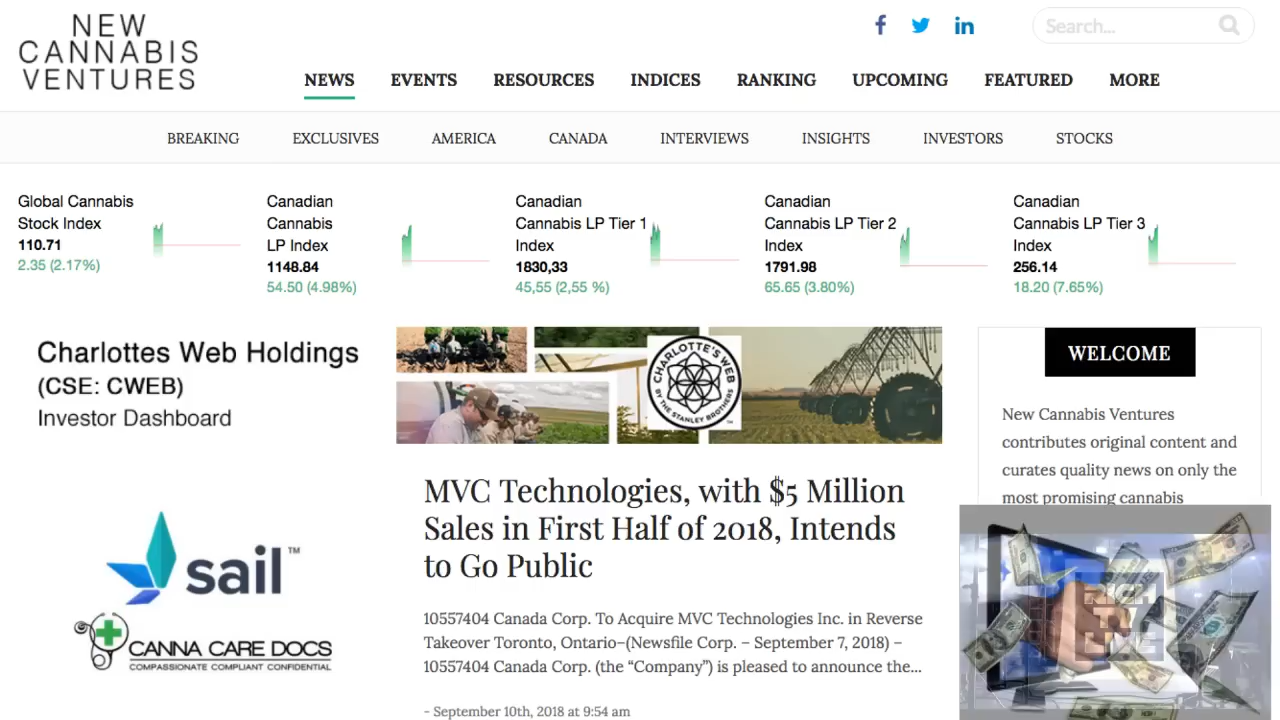 NEW
CANNABIS
VENTURES
Search...
NEWS EVENTS RESOURCES INDICES RANKING UPCOMING FEATURED MORE
BREAKING EXCLUSIVES AMERICA CANADA INTERVIEWS INSIGHTS INVESTORS STOCKS
Global Cannabis
Stock Index
110.71
2.35 (2.17%)
Canadian
Cannabis
LP Index
1148.84
54.50 (4.98%)
Canadian
Cannabis LP Tier 1
Index
1830,33
45,55 (2,55 %)
Canadian
Cannabis LP Tier 2
Index
1791.98
65.65 (3.80%)
Canadian
Cannabis LP Tier 3
Index
256.14
18.20 (7.65%)
Charlottes Web Holdings
(CSE: CWEB)
Investor Dashboard
sail™
CANNA CARE DOCS
COMPASSIONATE COMPLIANT CONFIDENTIAL
CHARLOTTE'S WEB
BY THE STANLEY BROTHERS
MVC Technologies, with $5 Million
Sales in First Half of 2018, Intends
to Go Public
10557404 Canada Corp. To Acquire MVC Technologies Inc. in Reverse
Takeover Toronto, Ontario–(Newsfile Corp. – September 7, 2018) –
10557404 Canada Corp. (the “Company”) is pleased to announce the...
- September 10th, 2018 at 9:54 am
WELCOME
New Cannabis Ventures
contributes original content and
curates quality news on only the
most promising cannabis